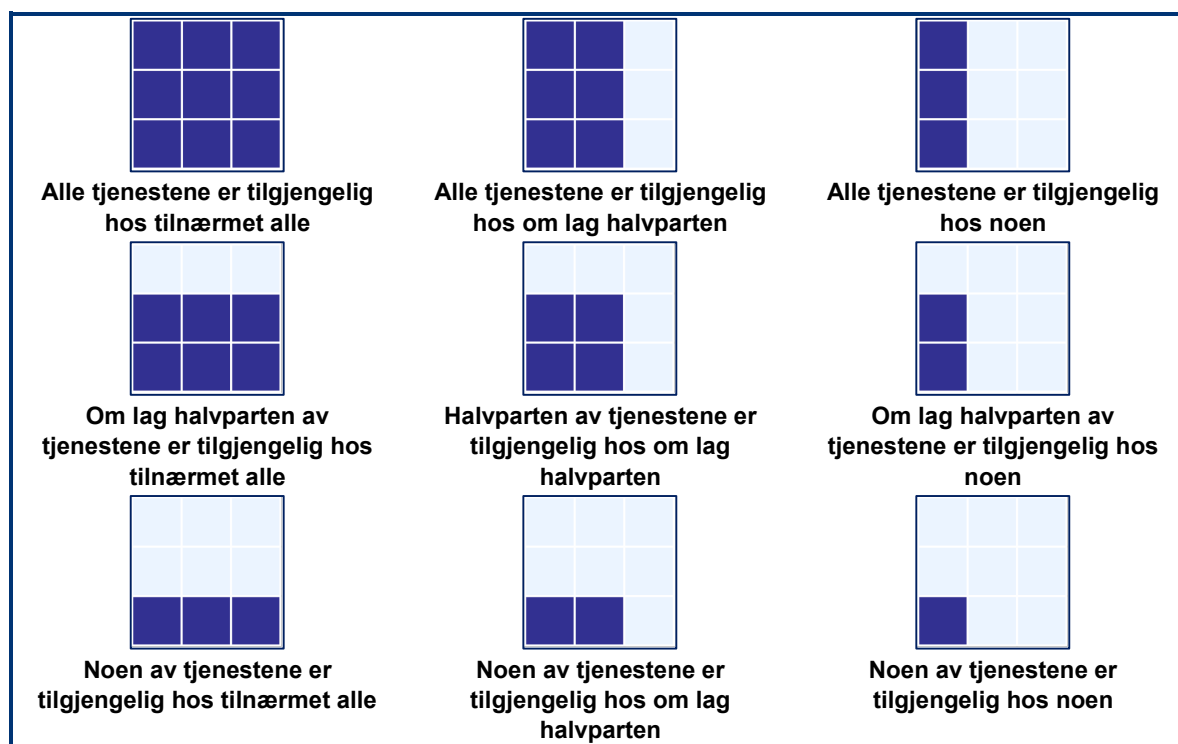 Alle tjenestene er tilgjengelig
hos tilnærmet alle
Alle tjenestene er tilgjengelig
hos om lag halvparten
Alle tjenestene er tilgjengelig
hos noen
Om lag halvparten av
tjenestene er tilgjengelig hos
tilnærmet alle
Halvparten av tjenestene er
tilgjengelig hos om lag
halvparten
Om lag halvparten av
tjenestene er tilgjengelig hos
noen
Noen av tjenestene er
tilgjengelig hos tilnærmet alle
Noen av tjenestene er
tilgjengelig hos om lag
halvparten
Noen av tjenestene er
tilgjengelig hos noen